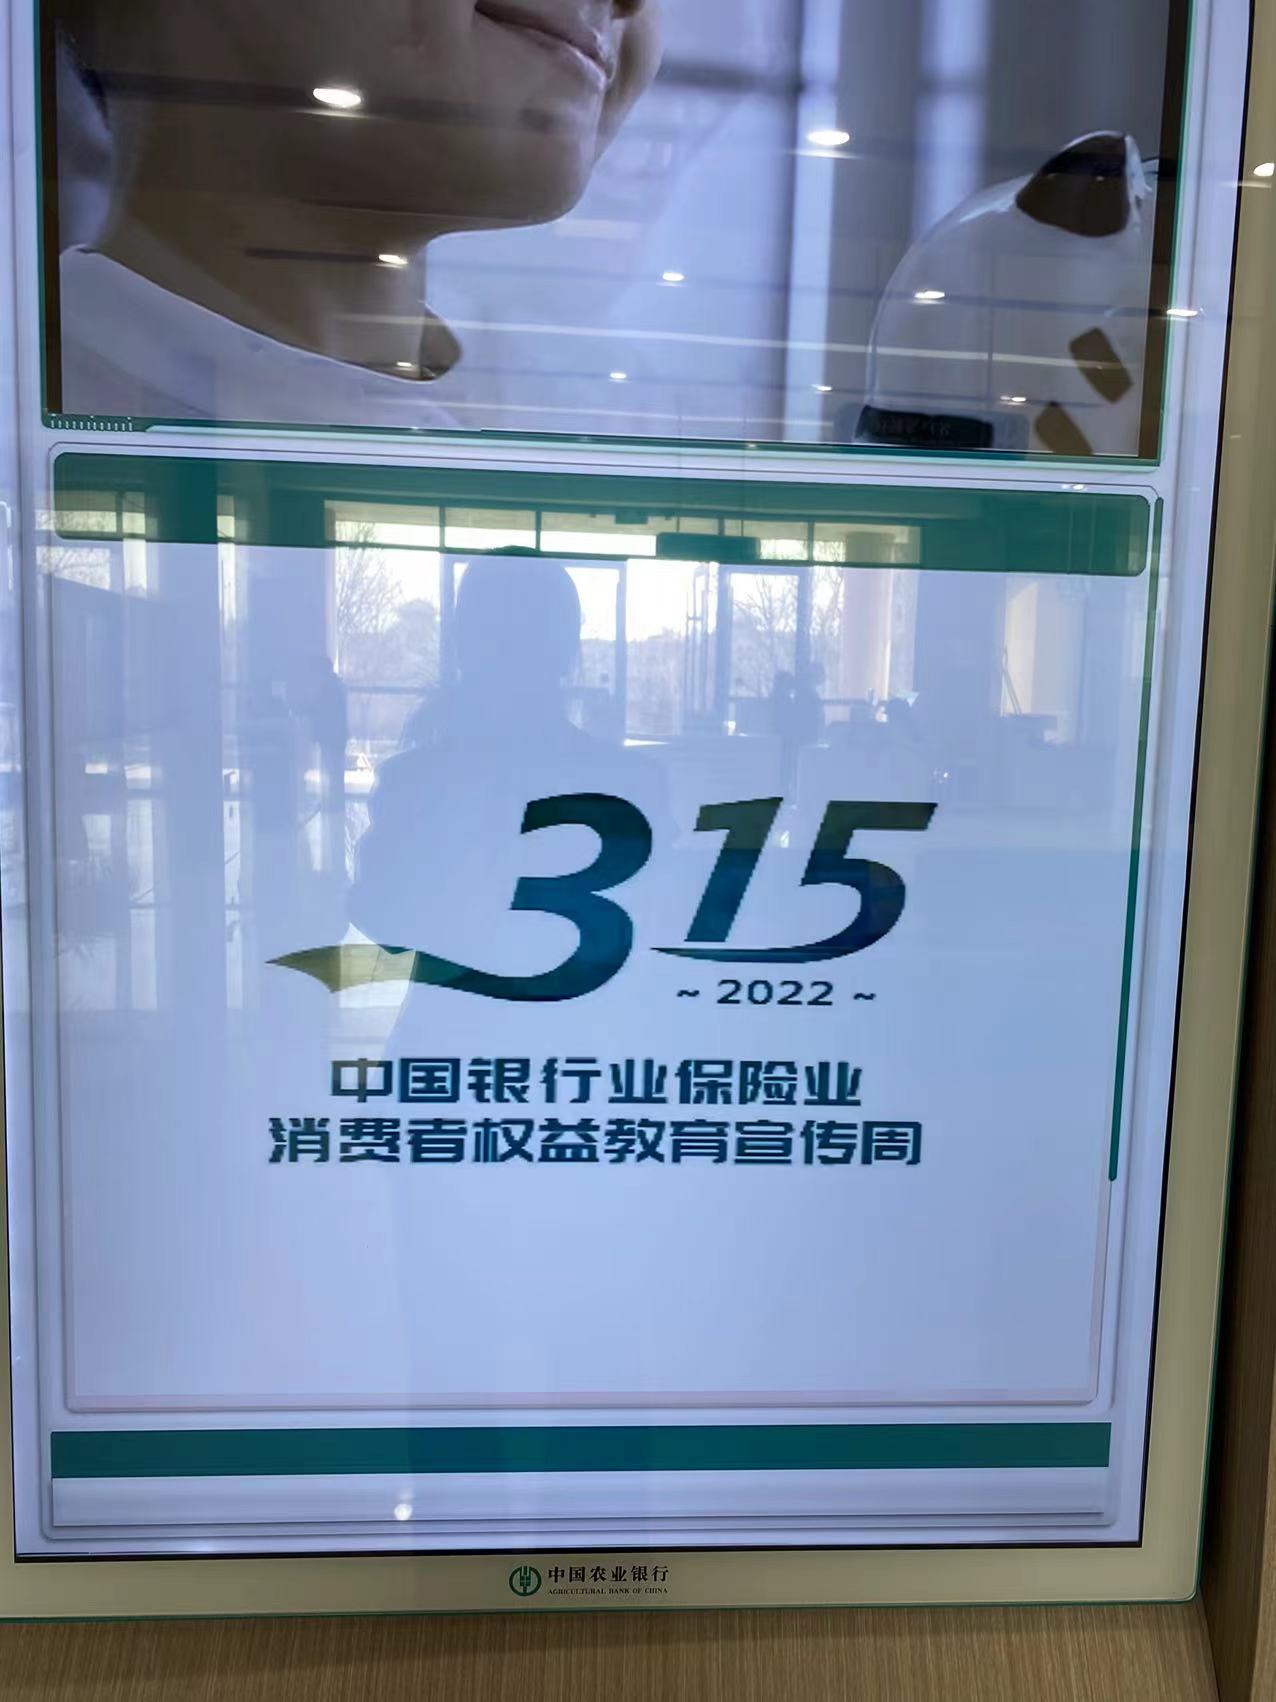 315
~ 2022 ~
中国银行业保险业
消费者权益教育宣传周
中国农业银行
AGRICULTURAL BANK OF CHINA